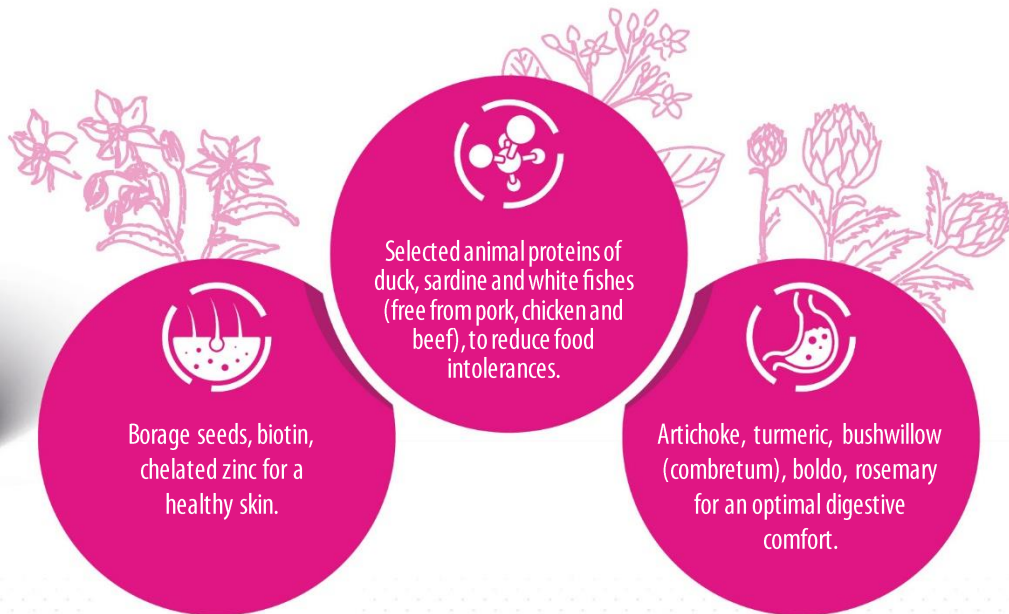 Selected animal proteins of
duck, sardine and white fishes
(free from pork, chicken and
beef), to reduce food
intolerances.
Borage seeds, biotin,
chelated zinc for a
healthy skin.
Artichoke, turmeric, bushwillow
(combretum), boldo, rosemary
for an optimal digestive
comfort.